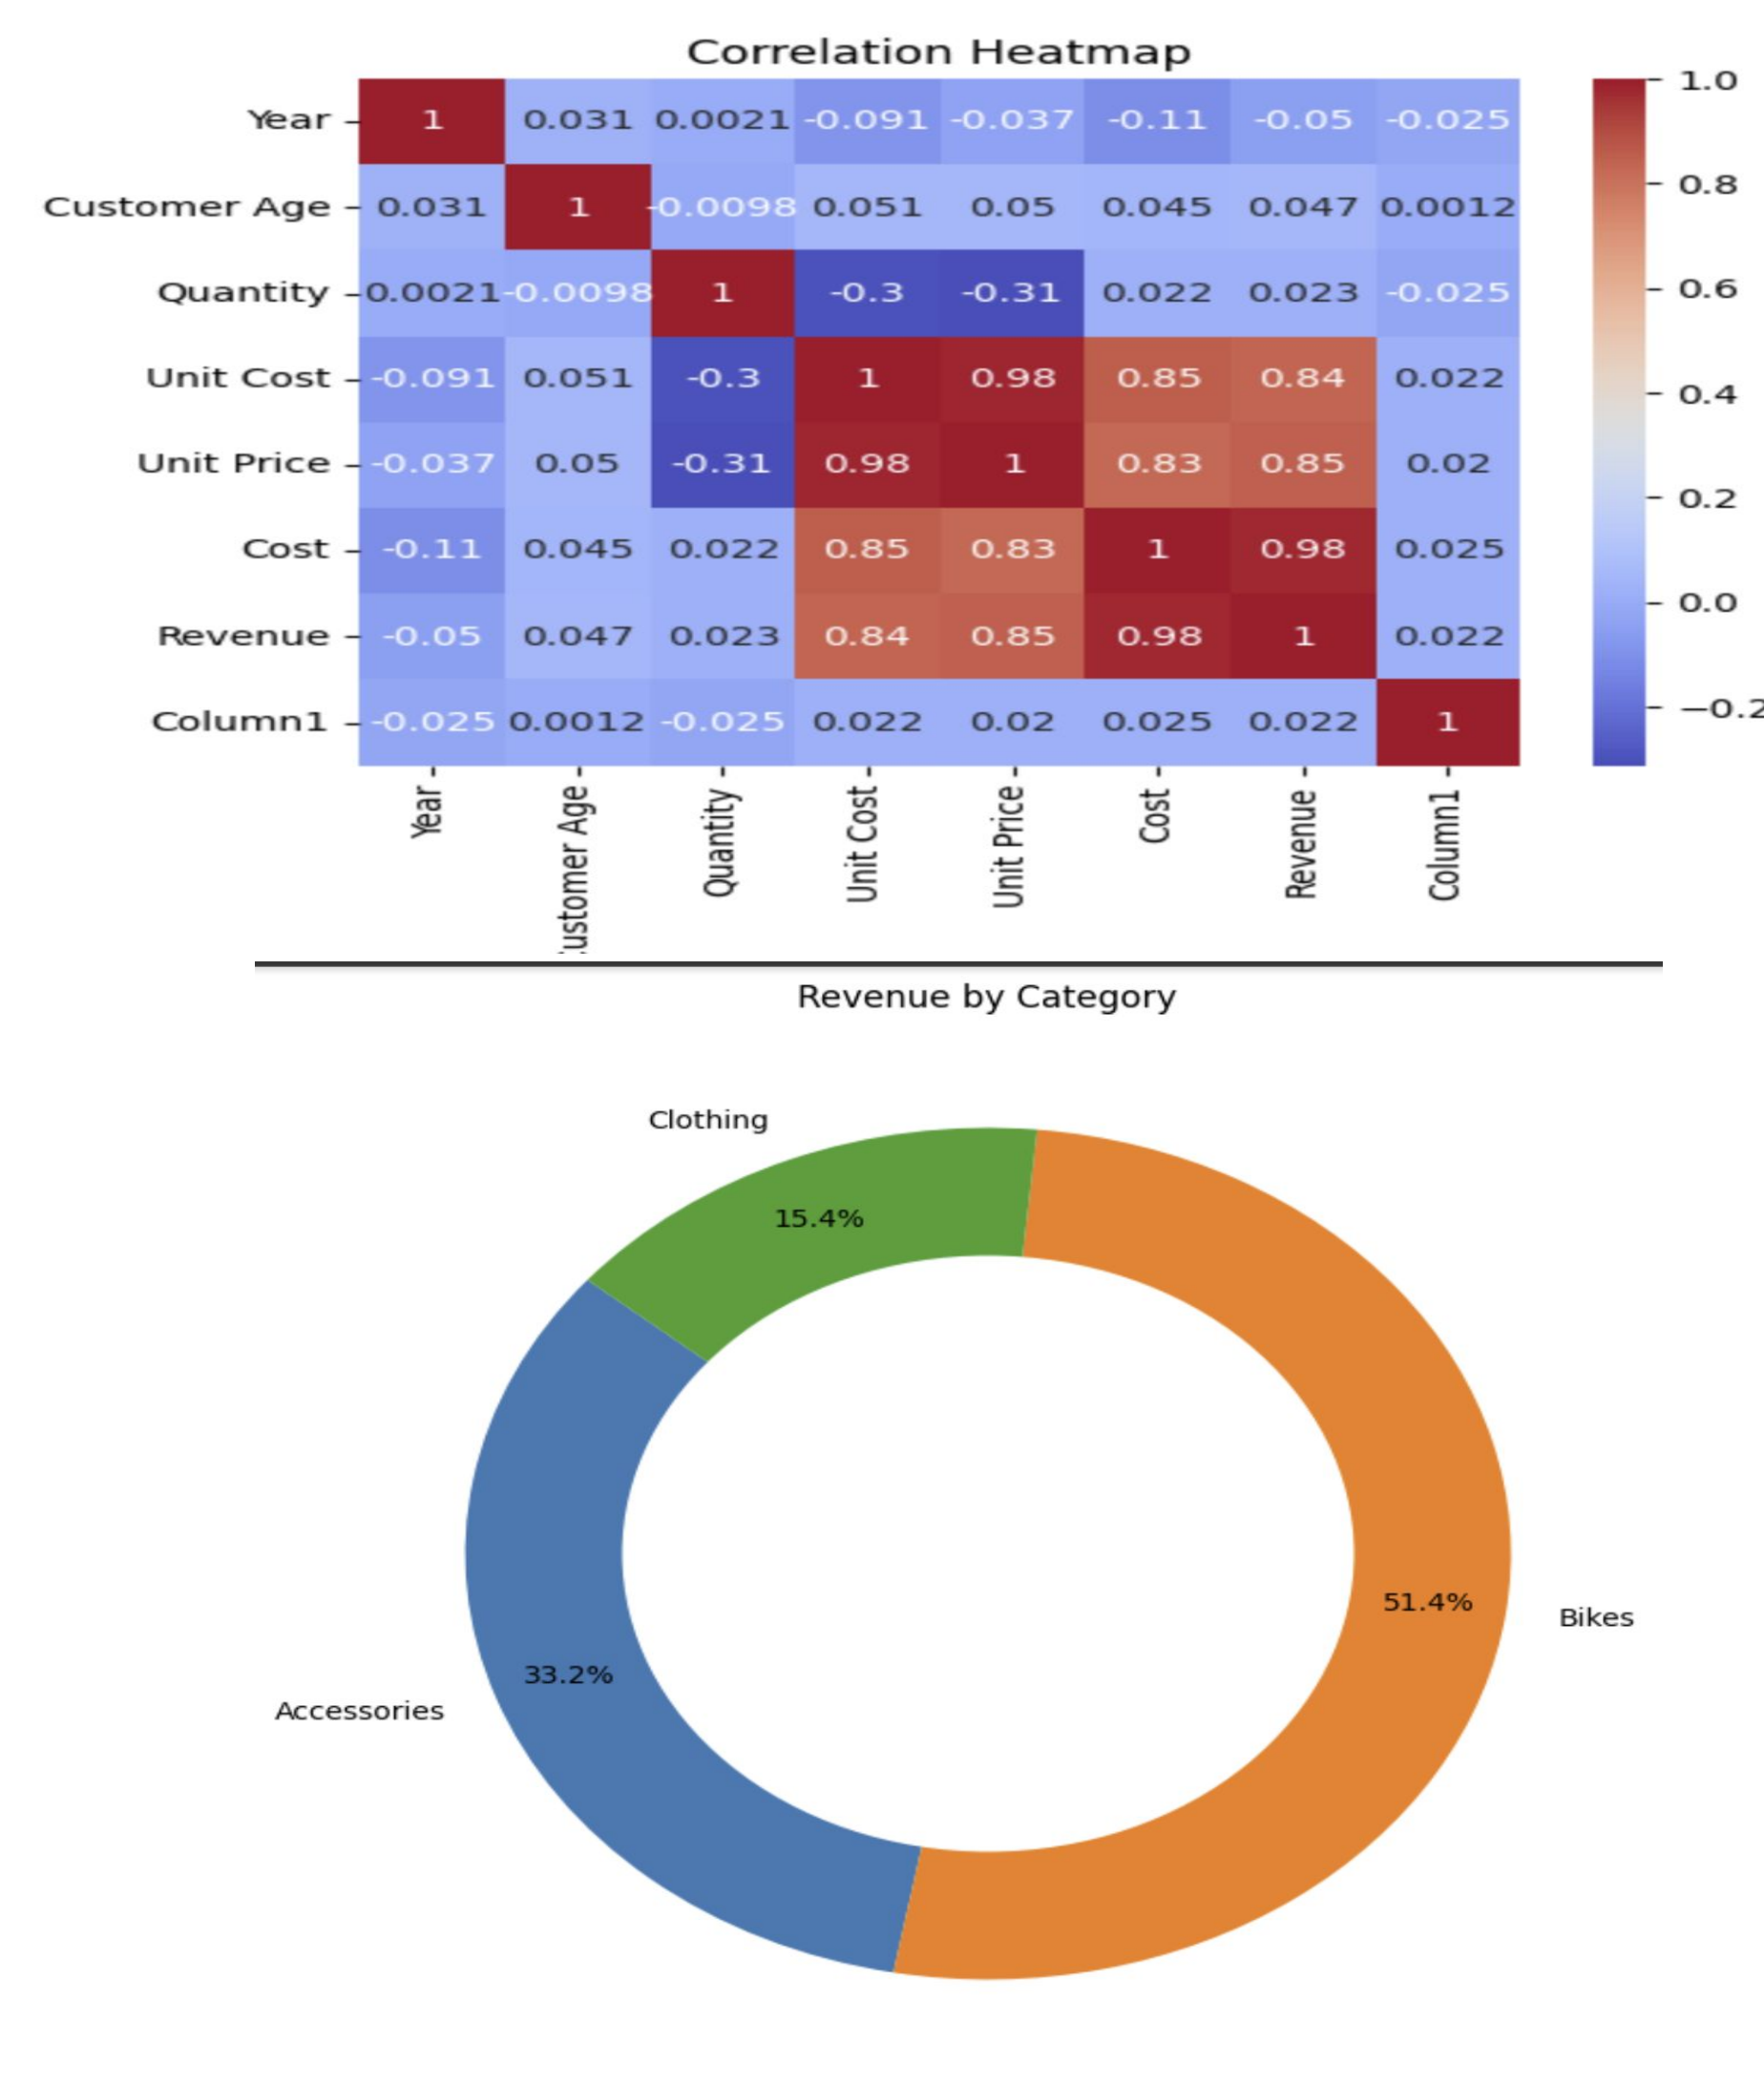 Correlation Heatmap
Year 1 0.031 0.0021 -0.091 -0.037 -0.11 -0.05 -0.025
Customer Age 0.031 1 -0.0098 0.051 0.05 0.045 0.047 0.0012
Quantity 0.0021 -0.0098 1 -0.3 -0.31 0.022 0.023 -0.025
Unit Cost -0.091 0.051 -0.3 1 0.98 0.85 0.84 0.022
Unit Price -0.037 0.05 -0.31 0.98 1 0.83 0.85 0.02
Cost -0.11 0.045 0.022 0.85 0.83 1 0.98 0.025
Revenue -0.05 0.047 0.023 0.84 0.85 0.98 1 0.022
Column1 -0.025 0.0012 -0.025 0.022 0.02 0.025 0.022 1
Year ustomer Age Quantity Unit Cost Unit Price Cost Revenue Column1
1.0
0.8
0.6
0.4
0.2
0.0
−0.2
Revenue by Category
Clothing
15.4%
51.4%
Bikes
33.2%
Accessories